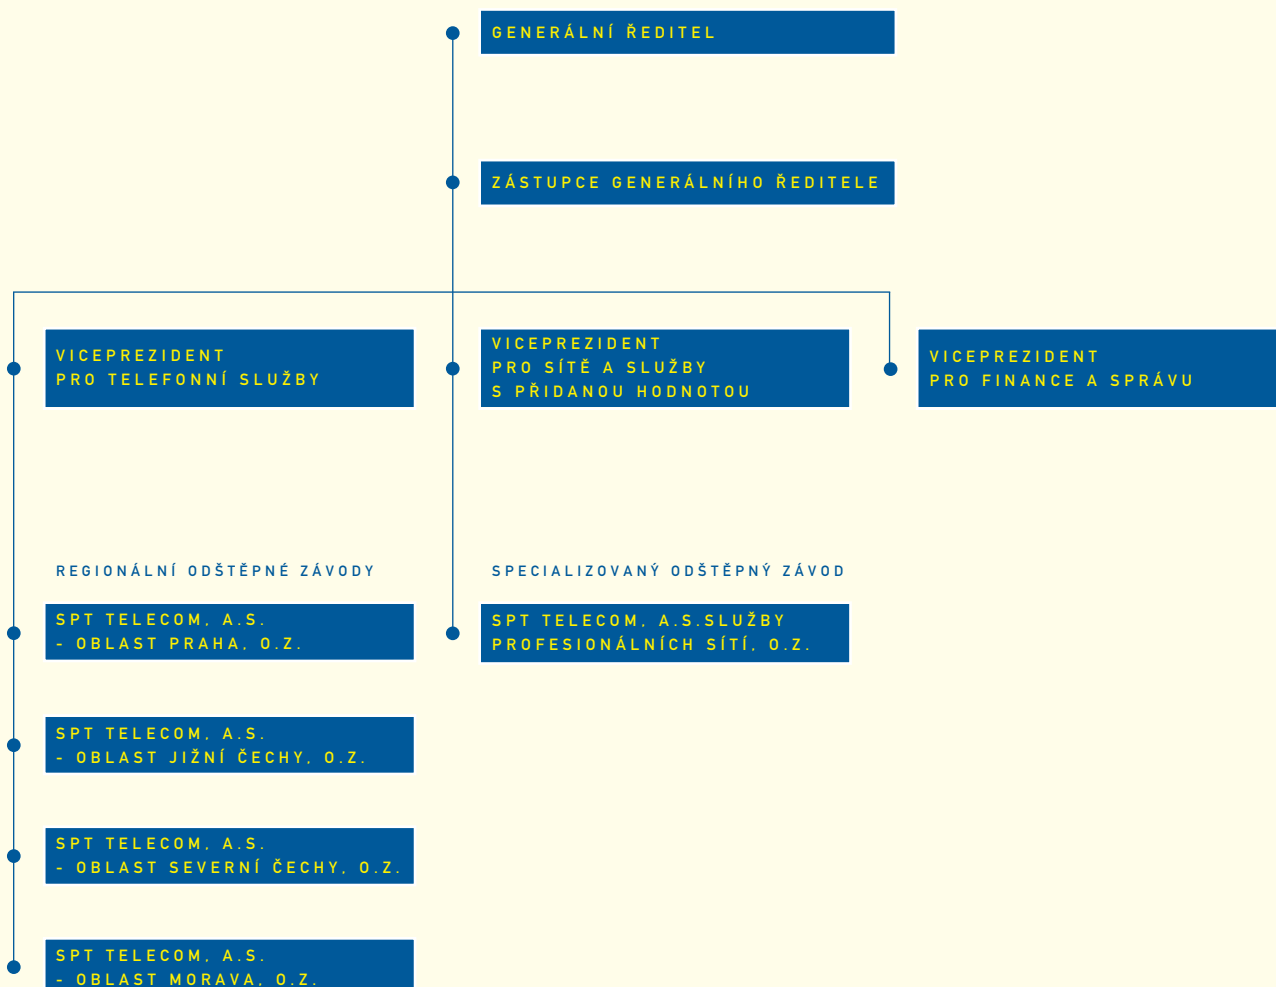 GENERÁLNÍ ŘEDITEL
ZÁSTUPCE GENERÁLNÍHO ŘEDITELE
VICEPREZIDENT
PRO TELEFONNÍ SLUŽBY
VICEPREZIDENT
PRO SÍTĚ A SLUŽBY
S PŘIDANOU HODNOTOU
VICEPREZIDENT
PRO FINANCE A SPRÁVU
REGIONÁLNÍ ODŠTĚPNÉ ZÁVODY
SPT TELECOM, A.S.
- OBLAST PRAHA, O.Z.
SPT TELECOM, A.S.
- OBLAST JIŽNÍ ČECHY, O.Z.
SPT TELECOM, A.S.
- OBLAST SEVERNÍ ČECHY, O.Z.
SPT TELECOM, A.S.
- OBLAST MORAVA, O.Z.
SPECIALIZOVANÝ ODŠTĚPNÝ ZÁVOD
SPT TELECOM, A.S.SLUŽBY
PROFESIONÁLNÍCH SÍTÍ, O.Z.